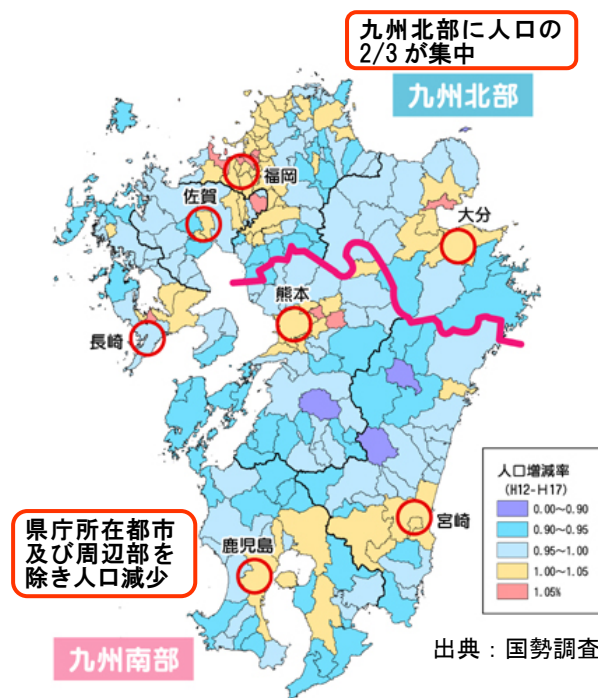 九州北部に人口の
2/3 が集中
九州北部
福岡
佐賀
大分
熊本
長崎
人口増減率
(H12-H17)
0.00～0.90
0.90～0.95
0.95～1.00
1.00～1.05
1.05%
宮崎
県庁所在都市
及び周辺部を
除き人口減少
鹿児島
九州南部
出典：国勢調査